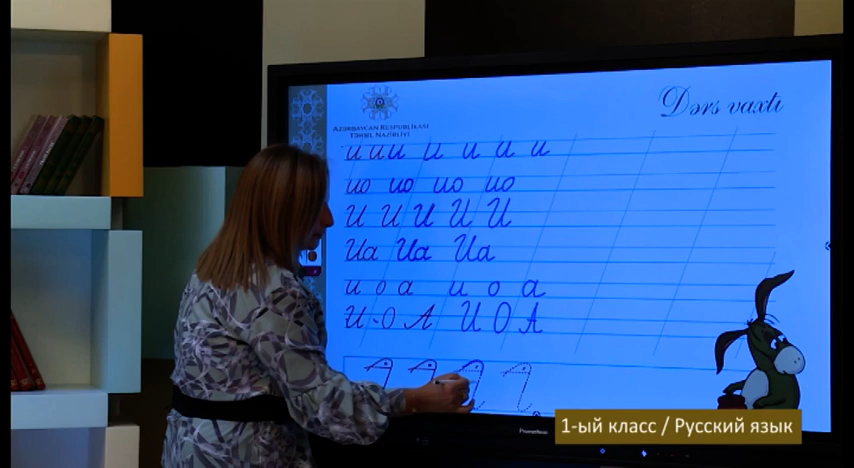 Dərs vaxtı
AZƏRBAYCAN RESPUBLİKASI
TƏHSİL NAZİRLİYİ
и и и и и и и
ио ио ио ио
И И И И И
Иа Иа Иа
и о а и о а
И О А И О А
1-ый класс / Русский язык